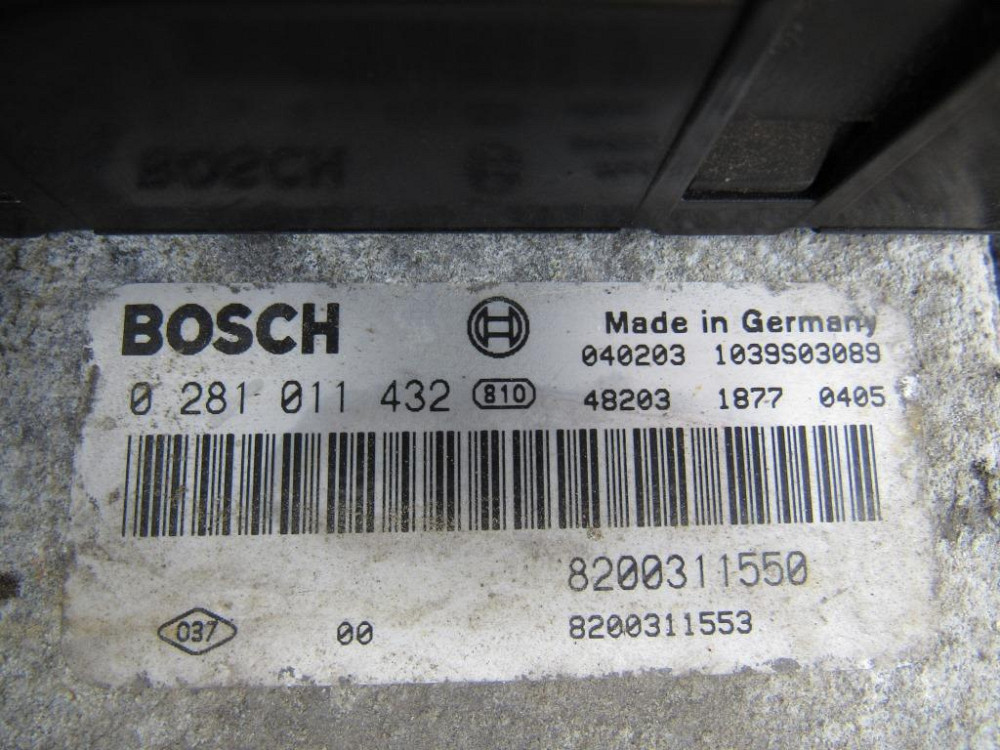 BOSCH
Made in Germany
040203 1039S03089
0 281 011 432 810 48203 1877 0405
8200311550
037 00 8200311553